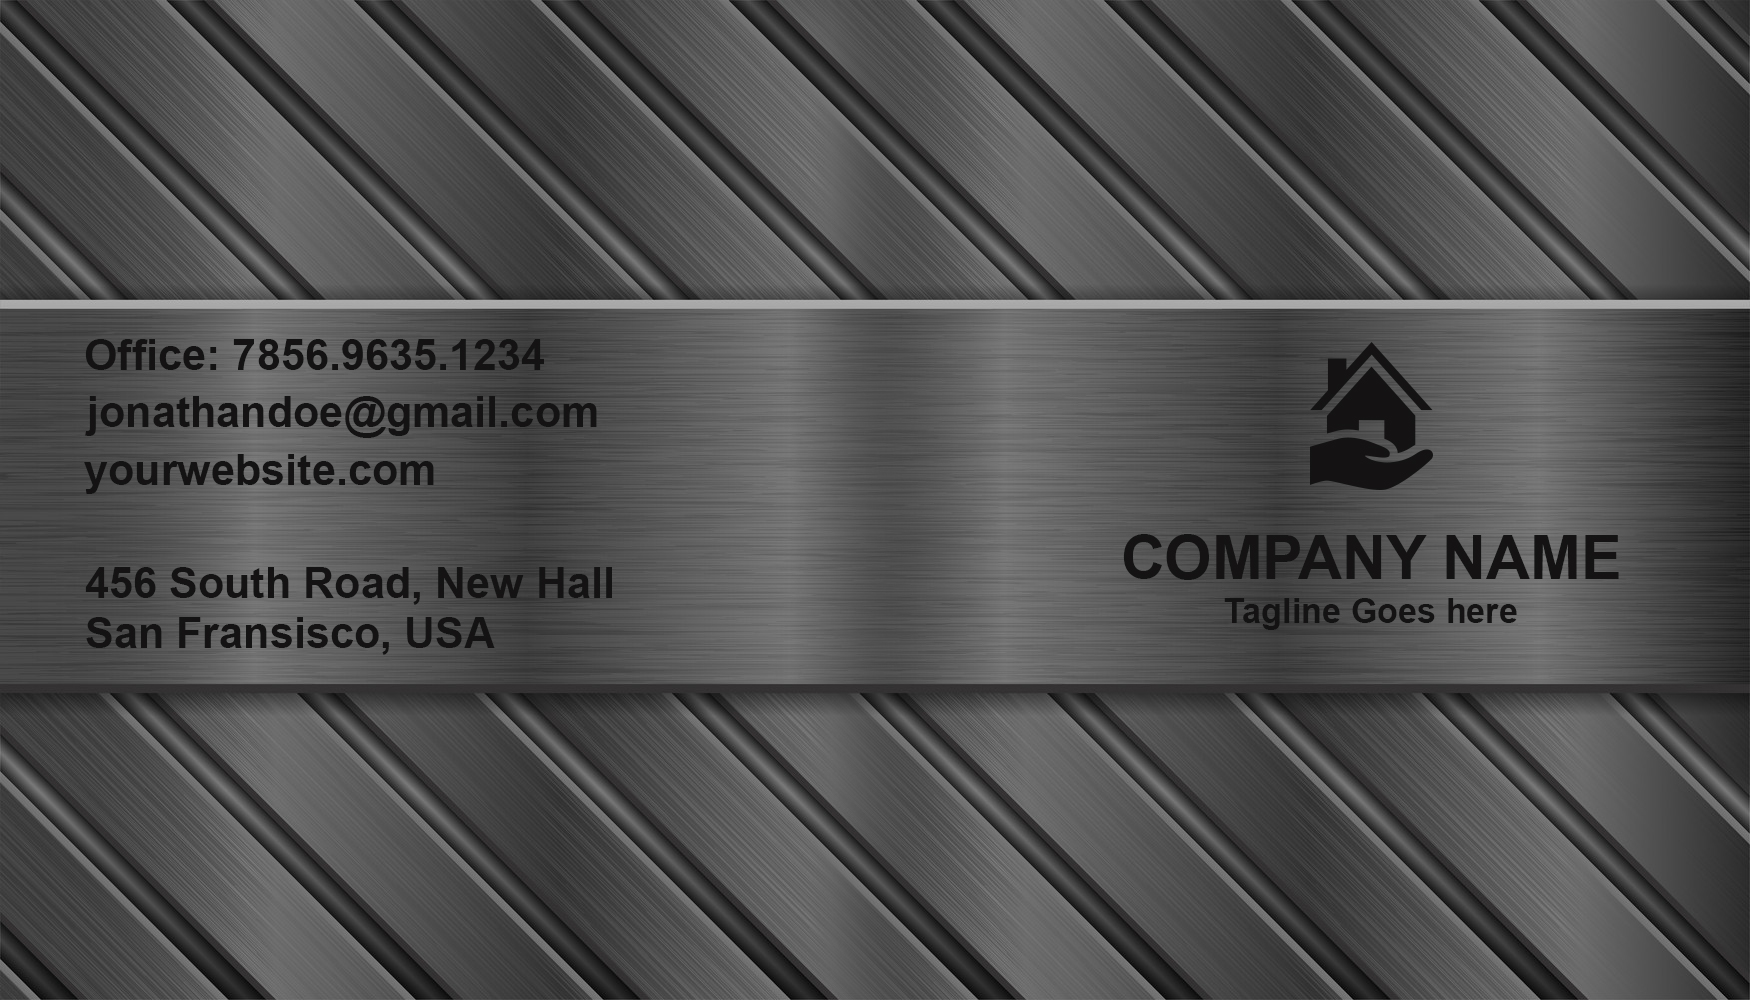 Office: 7856.9635.1234
jonathandoe@gmail.com
yourwebsite.com
456 South Road, New Hall
San Fransisco, USA
COMPANY NAME
Tagline Goes here